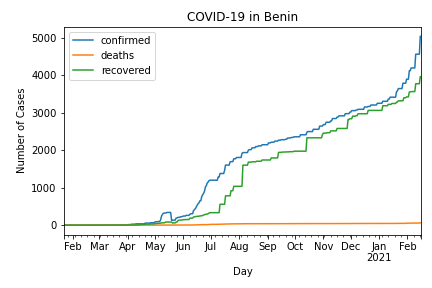 COVID-19 in Benin
confirmed
deaths
recovered
Number of Cases
5000
4000
3000
2000
1000
0
Feb Mar Apr May Jun Jul Aug Sep Oct Nov Dec Jan Feb
2021
Day